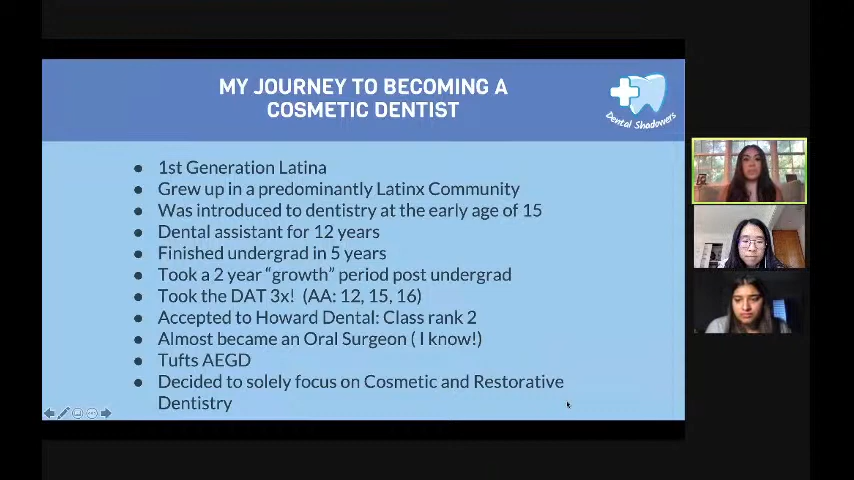 MY JOURNEY TO BECOMING A
COSMETIC DENTIST
Dental Shadowers
● 1st Generation Latina
● Grew up in a predominantly Latinx Community
● Was introduced to dentistry at the early age of 15
● Dental assistant for 12 years
● Finished undergrad in 5 years
● Took a 2 year “growth” period post undergrad
● Took the DAT 3x! (AA: 12, 15, 16)
● Accepted to Howard Dental: Class rank 2
● Almost became an Oral Surgeon ( I know!)
● Tufts AEGD
● Decided to solely focus on Cosmetic and Restorative
Dentistry